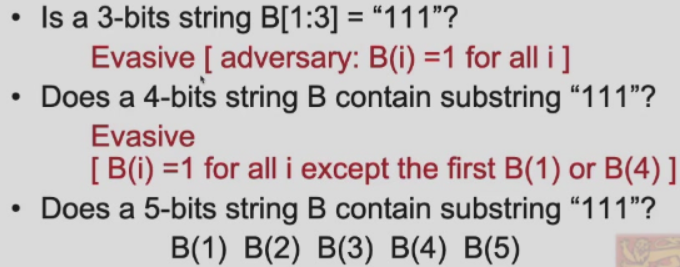 • Is a 3-bits string B[1:3] = “111”?
Evasive [ adversary: B(i) =1 for all i ]
• Does a 4-bits string B contain substring “111”?
Evasive
[ B(i) =1 for all i except the first B(1) or B(4) ]
• Does a 5-bits string B contain substring “111”?
B(1) B(2) B(3) B(4) B(5)